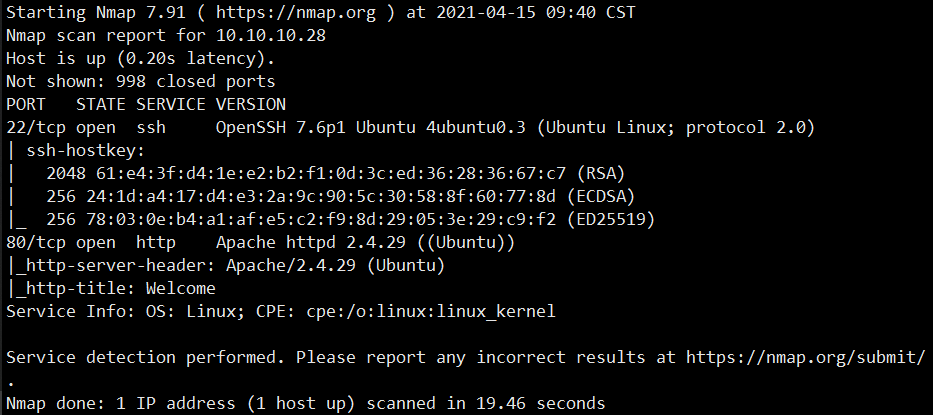 Starting Nmap 7.91 ( https://nmap.org ) at 2021-04-15 09:40 CST
Nmap scan report for 10.10.10.28
Host is up (0.20s latency).
Not shown: 998 closed ports
PORT   STATE SERVICE VERSION
22/tcp open  ssh     OpenSSH 7.6p1 Ubuntu 4ubuntu0.3 (Ubuntu Linux; protocol 2.0)
| ssh-hostkey:
|   2048 61:e4:3f:d4:1e:e2:b2:f1:0d:3c:ed:36:28:36:67:c7 (RSA)
|   256 24:1d:a4:17:d4:e3:2a:9c:90:5c:30:58:8f:60:77:8d (ECDSA)
|_  256 78:03:0e:b4:a1:af:e5:c2:f9:8d:29:05:3e:29:c9:f2 (ED25519)
80/tcp open  http    Apache httpd 2.4.29 ((Ubuntu))
|_http-server-header: Apache/2.4.29 (Ubuntu)
|_http-title: Welcome
Service Info: OS: Linux; CPE: cpe:/o:linux:linux_kernel

Service detection performed. Please report any incorrect results at https://nmap.org/submit/
.
Nmap done: 1 IP address (1 host up) scanned in 19.46 seconds